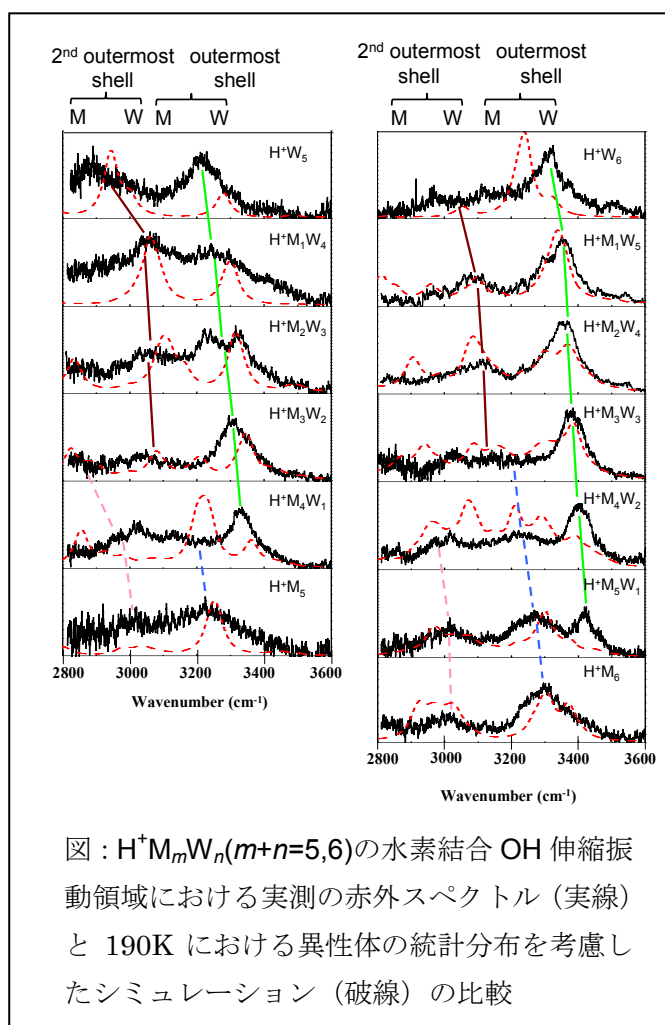 2nd outermost shell
outermost shell
M W M W
H⁺W₅
H⁺M₁W₄
H⁺M₂W₃
H⁺M₃W₂
H⁺M₄W₁
H⁺M₅
2800 3000 3200 3400 3600
Wavenumber (cm⁻¹)
2nd outermost shell
outermost shell
M W M W
H⁺W₆
H⁺M₁W₅
H⁺M₂W₄
H⁺M₃W₃
H⁺M₄W₂
H⁺M₅W₁
H⁺M₆
2800 3000 3200 3400 3600
Wavenumber (cm⁻¹)
図:H⁺MₘWₙ(m+n=5,6)の水素結合 OH 伸縮振
動領域における実測の赤外スペクトル(実線)
と 190K における異性体の統計分布を考慮し
たシミュレーション(破線)の比較